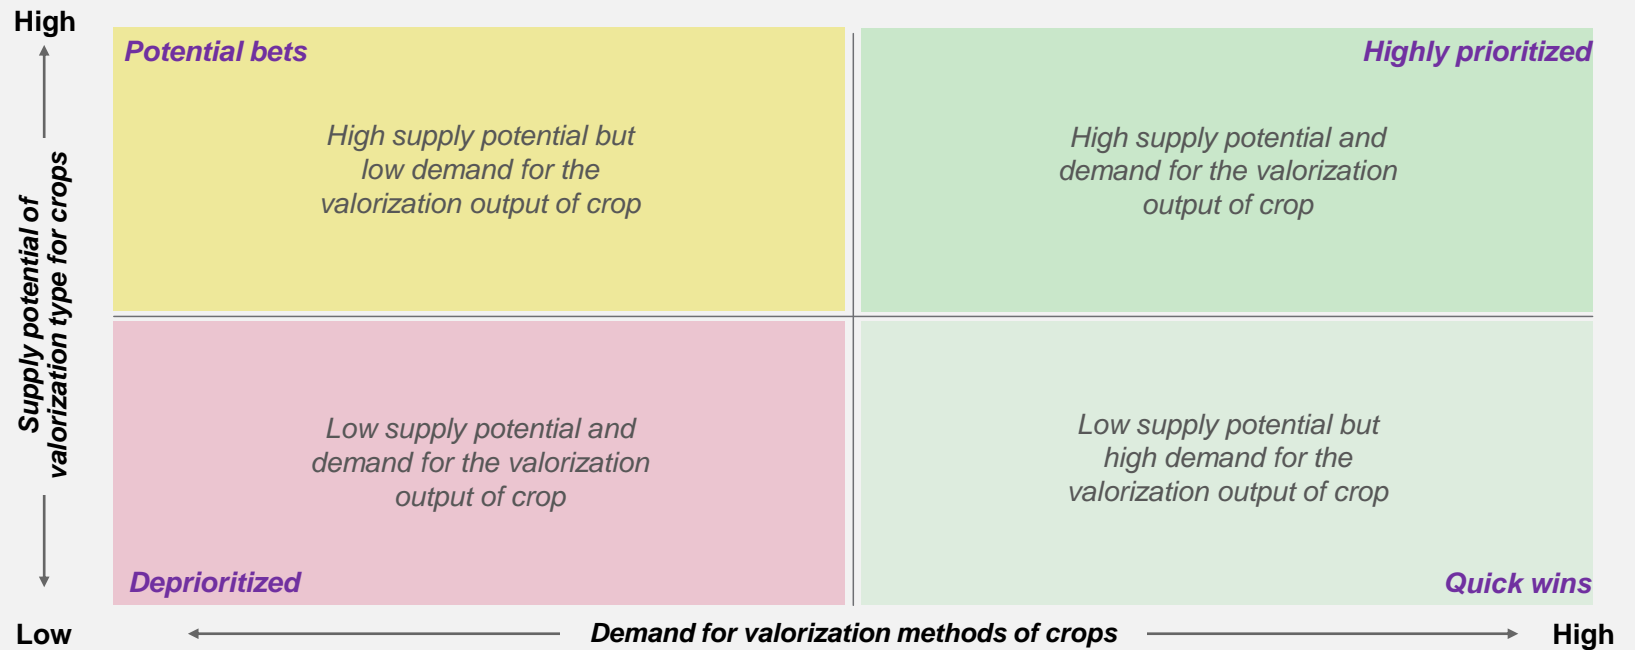 High
Potential bets
Highly prioritized
High supply potential but
low demand for the
valorization output of crop
High supply potential and
demand for the valorization
output of crop
Supply potential of
valorization type for crops
Low supply potential and
demand for the valorization
output of crop
Low supply potential but
high demand for the
valorization output of crop
Deprioritized
Quick wins
Low
Demand for valorization methods of crops
High